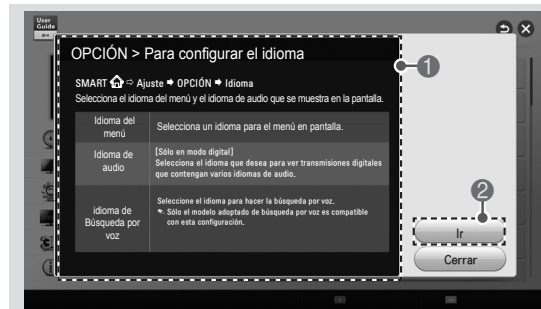 User
Guide
OPCIÓN > Para configurar el idioma
1
SMART ⇨ Ajuste ➡ OPCIÓN ➡ Idioma
Selecciona el idioma del menú y el idioma de audio que se muestra en la pantalla.
Idioma del
menú
Selecciona un idioma para el menú en pantalla.
Idioma de
audio
[Sólo en modo digital]
Selecciona el idioma que desea para ver transmisiones digitales
que contengan varios idiomas de audio.
idioma de
Búsqueda por
voz
Seleccione el idioma para hacer la búsqueda por voz.
Sólo el modelo adoptado de búsqueda por voz es compatible
con esta configuración.
2
Ir
Cerrar